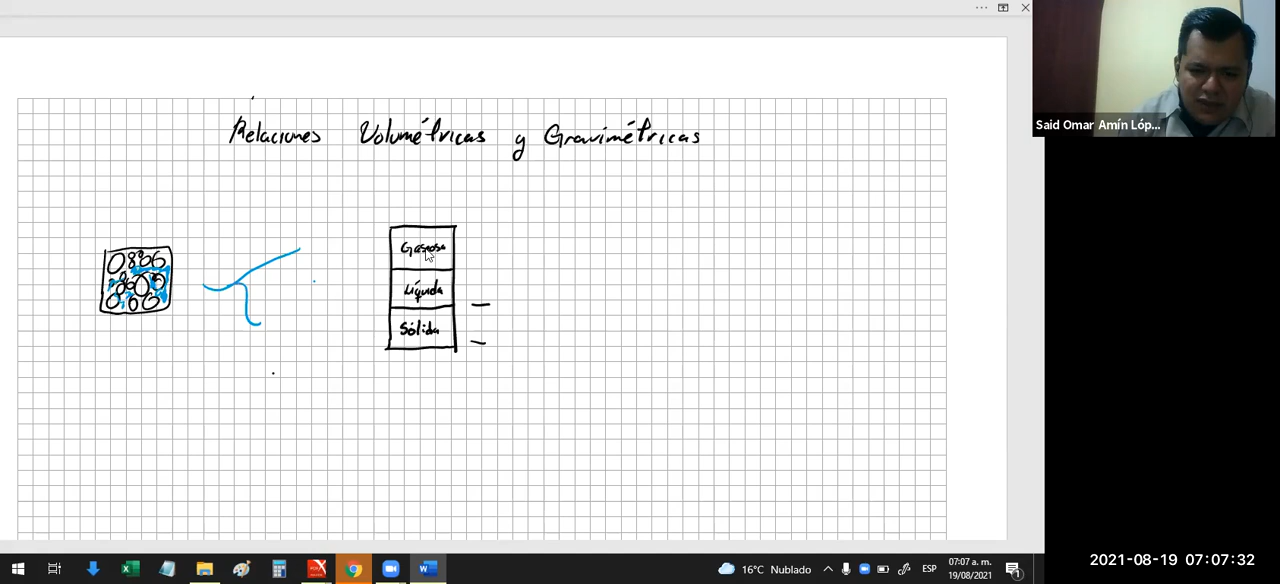 Said Omar Amín Lóp...
Relaciones Volumétricas y Gravimétricas
Gaseosa
Líquida
Sólida
16°C Nublado
ESP
07:07 a. m.
19/08/2021
2021-08-19 07:07:32